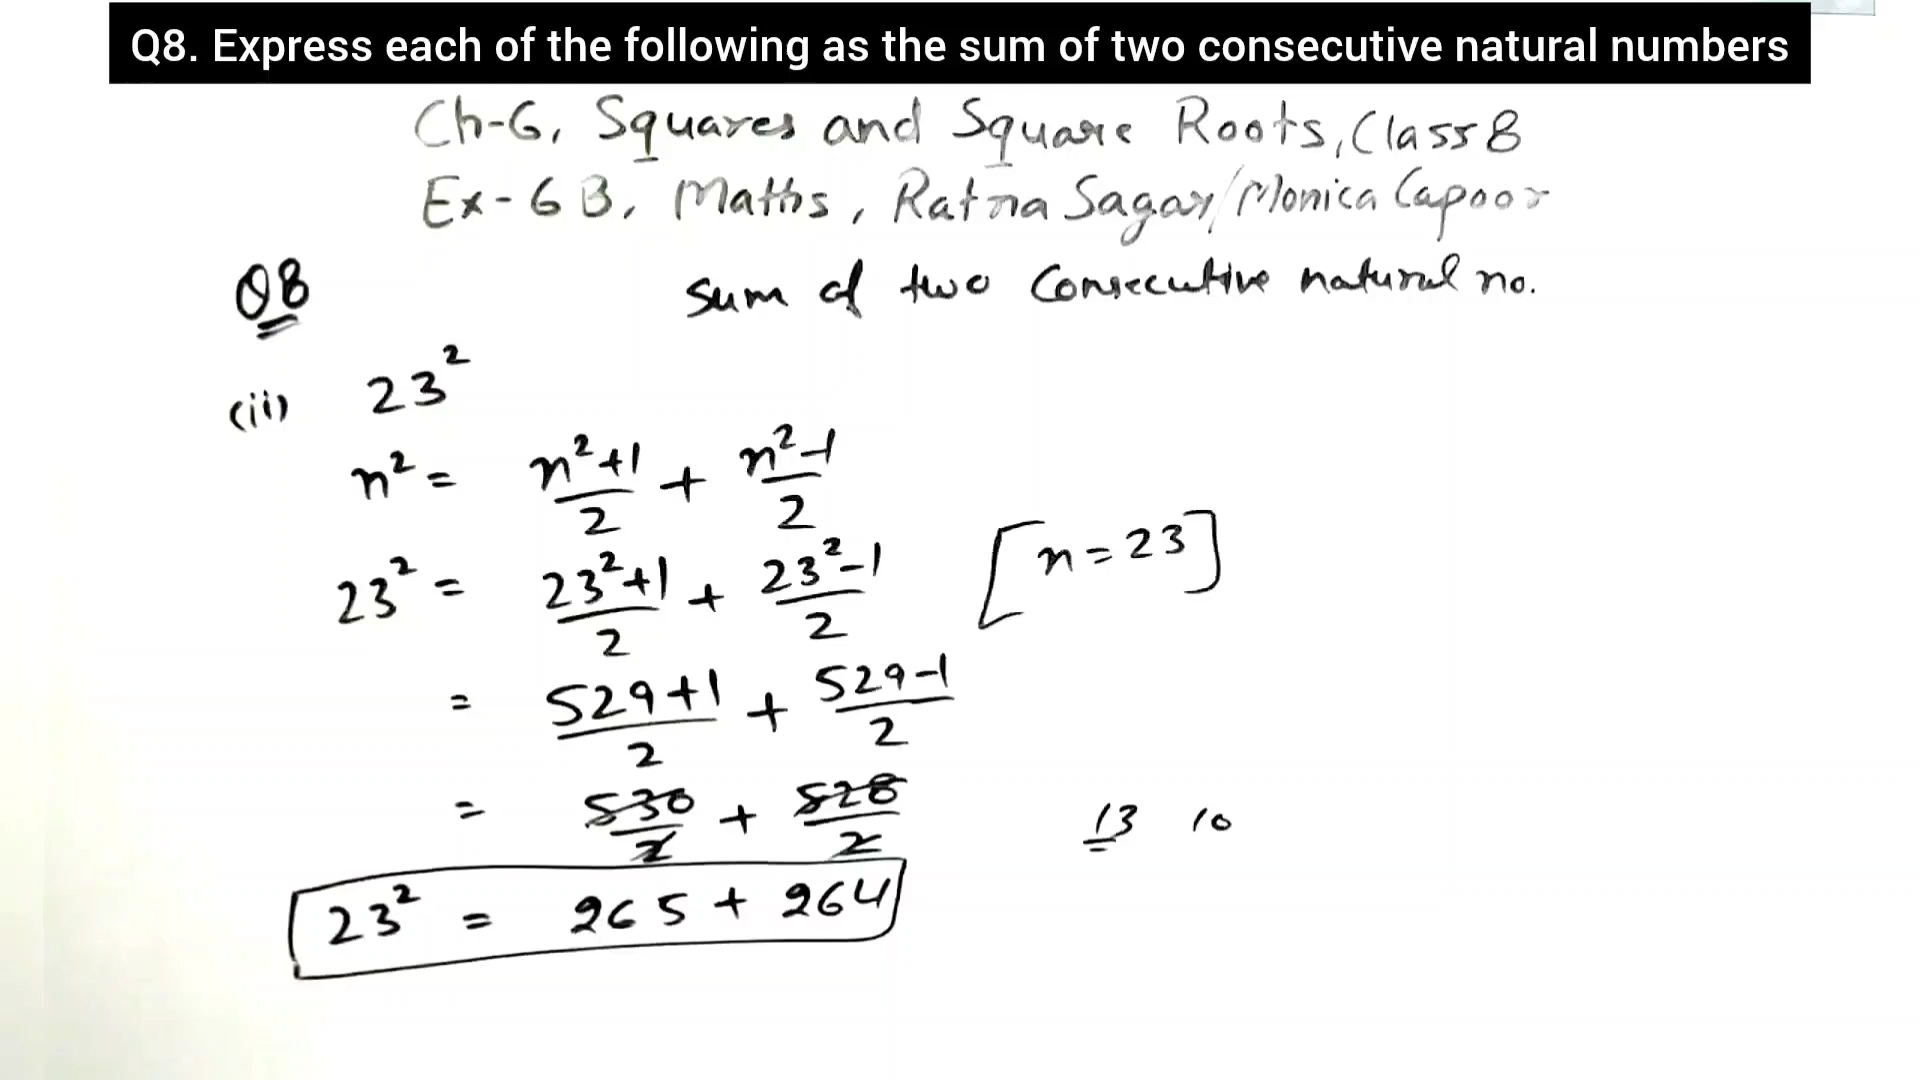 Q8. Express each of the following as the sum of two consecutive natural numbers
Ch-6, Squares and Square Roots, Class 8
Ex-6B, Maths, Ratna Sagar/Monica Capoor
Q8 sum of two consecutive natural no.
(ii) 23²
n² = n²+1/2 + n²-1/2
23² = 23²+1/2 + 23²-1/2 [n=23]
= 529+1/2 + 529-1/2
= 530/2 + 528/2 13 10
23² = 265 + 264